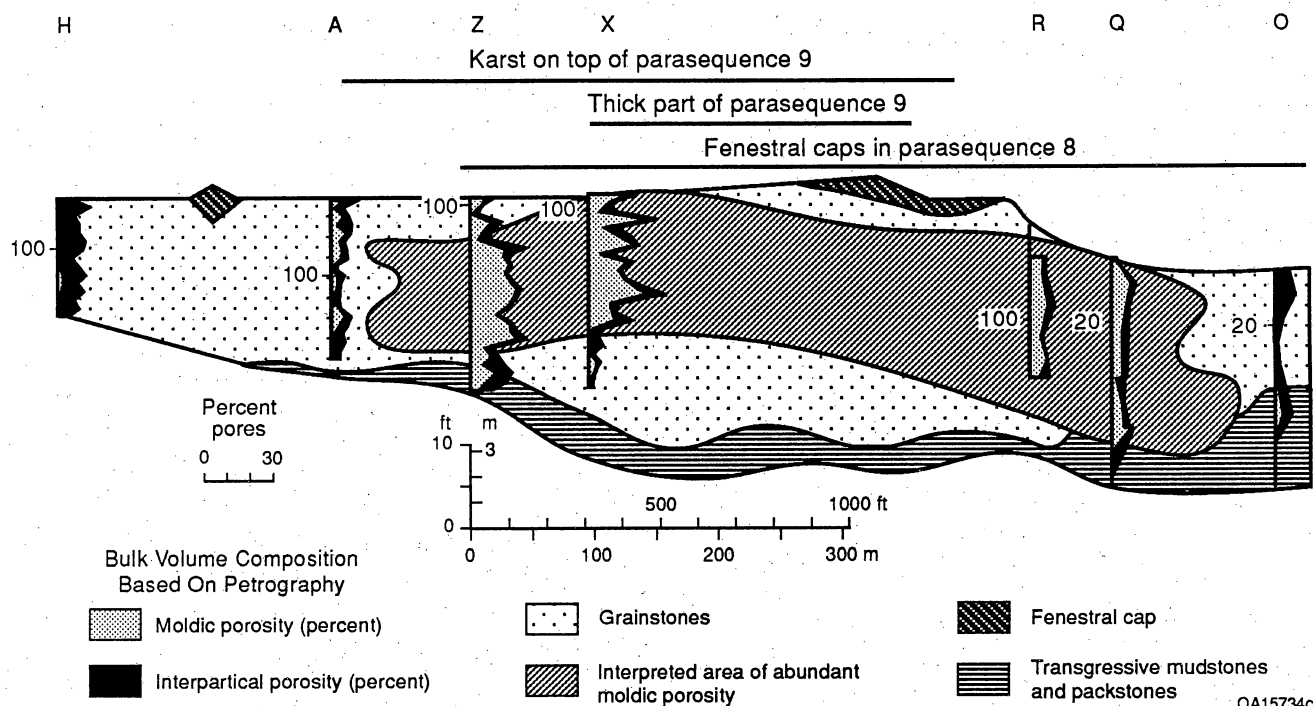 H A Z X R Q O
Karst on top of parasequence 9
Thick part of parasequence 9
Fenestral caps in parasequence 8
100 100
100
100
100 20 20
Percent
pores
0 30
ft m
10 3
500 1000 ft
0
0 100 200 300 m
Bulk Volume Composition
Based On Petrography
Moldic porosity (percent)
Interpartical porosity (percent)
Grainstones
Interpreted area of abundant
moldic porosity
Fenestral cap
Transgressive mudstones
and packstones
QA15734c